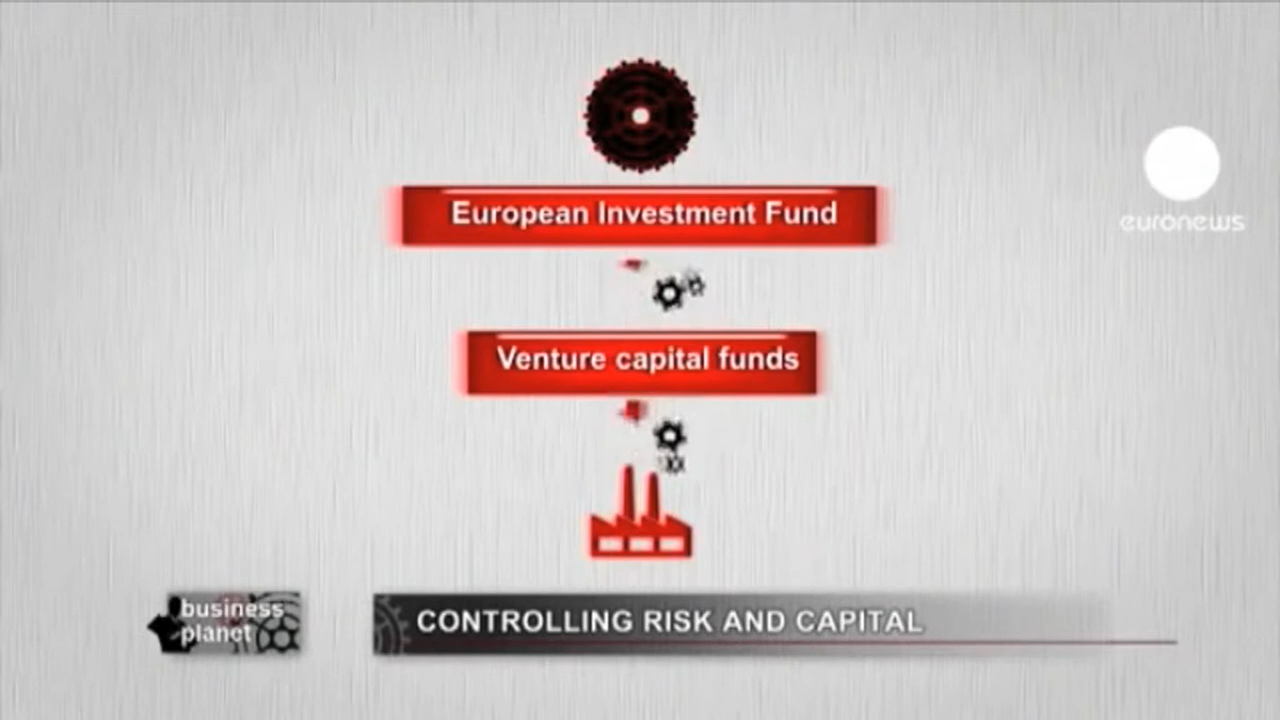 European Investment Fund
euronews
Venture capital funds
business
planet
CONTROLLING RISK AND CAPITAL